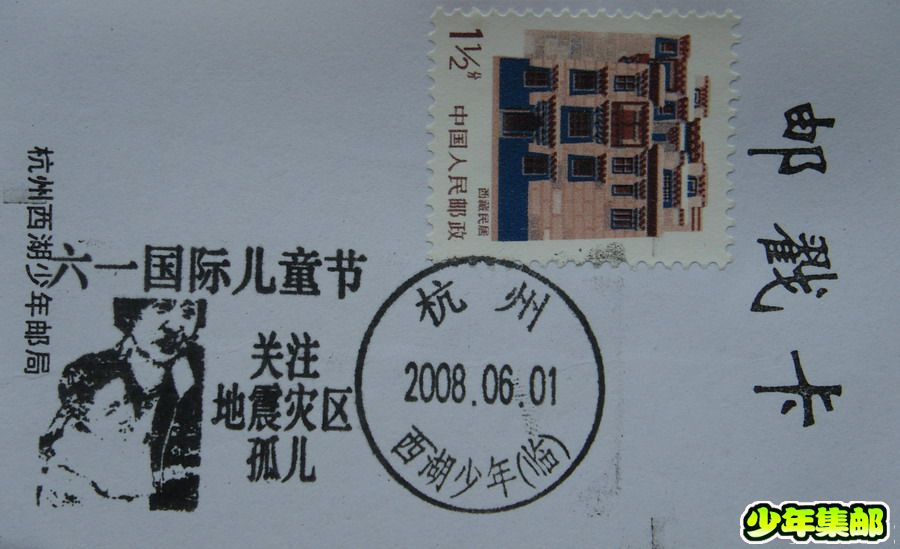 1½分
中国人民邮政
西藏民居
邮戳卡
杭州西湖少年邮局
六一国际儿童节
关注
地震灾区
孤儿
杭州
2008.06.01
西湖少年(临)
少年集邮